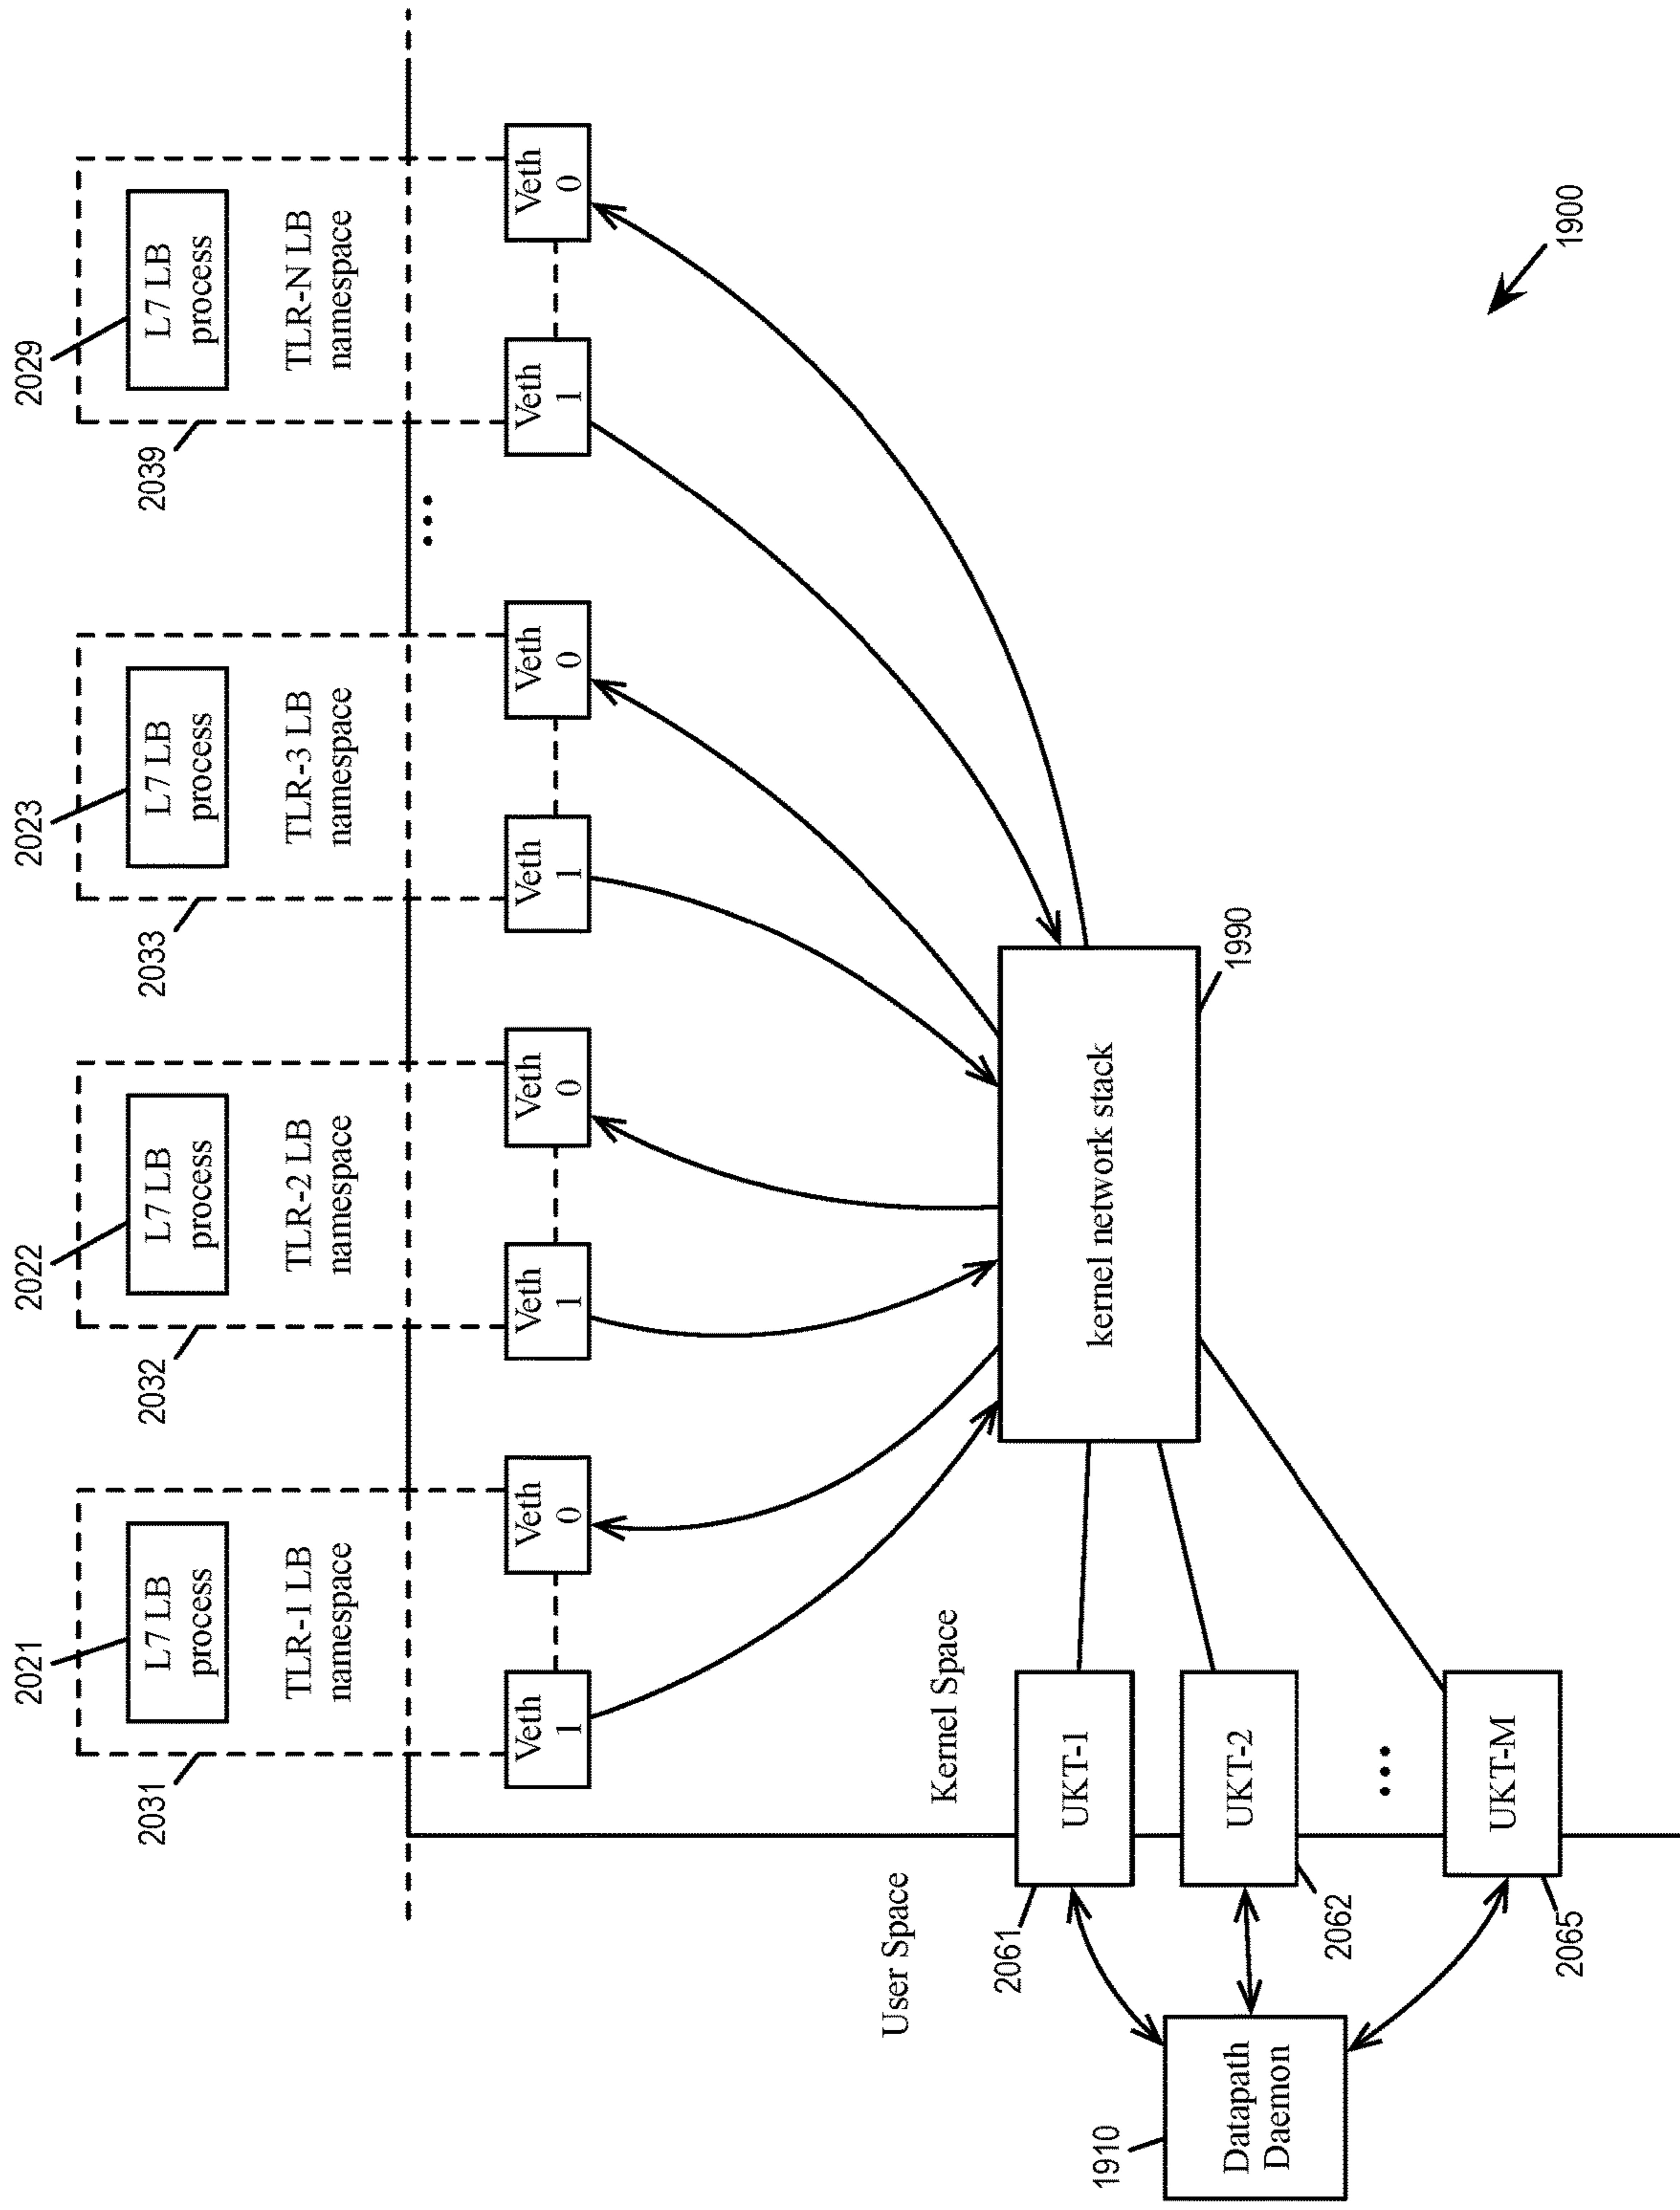 2021
2022
2023
2029
L7 LB
process
L7 LB
process
L7 LB
process
L7 LB
process
2031
TLR-1 LB
namespace
2032
TLR-2 LB
namespace
2033
TLR-3 LB
namespace
2039
TLR-N LB
namespace
...
Veth
1
Veth
0
Veth
1
Veth
0
Veth
1
Veth
0
Veth
1
Veth
0
User Space
Kernel Space
2061
UKT-1
kernel network stack
1990
1910
Datapath
Daemon
UKT-2
2062
...
UKT-M
2065
1900